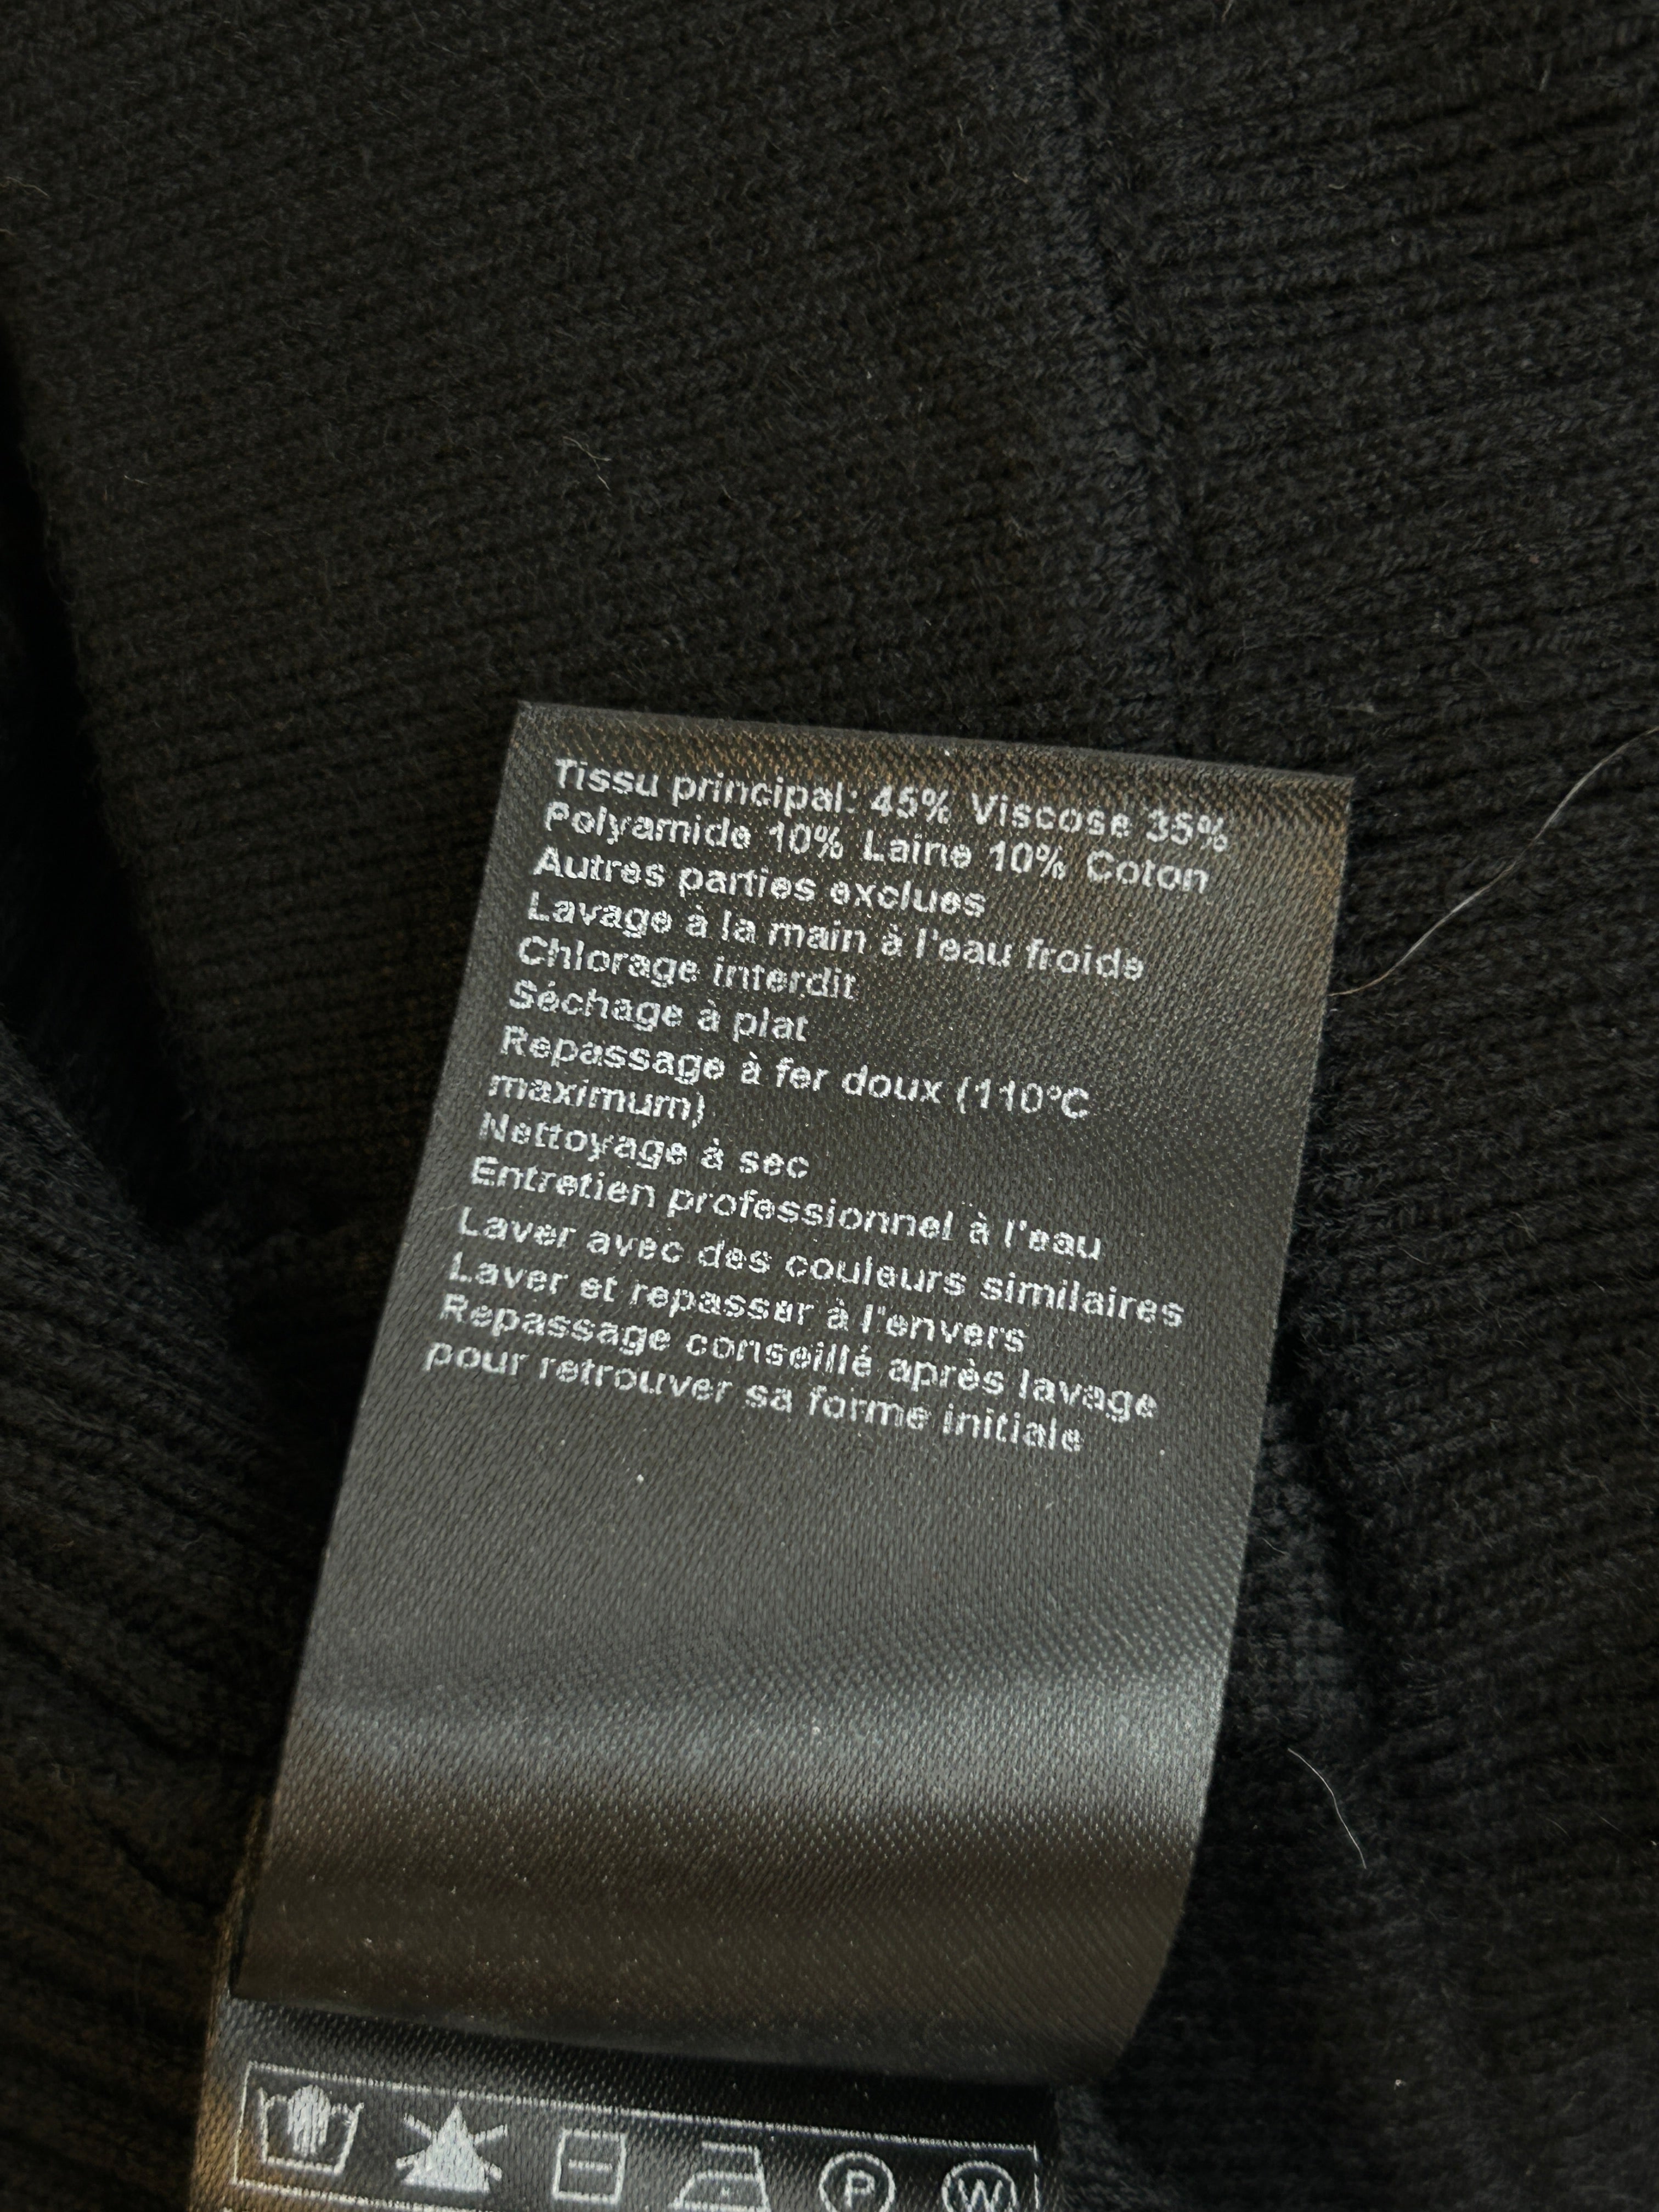 Tissu principal: 45% Viscose 35%
Polyamide 10% Laine 10% Coton
Autres parties exclues
Lavage à la main à l'eau froide
Chlorage interdit
Séchage à plat
Repassage à fer doux (110°C
maximum)
Nettoyage à sec
Entretien professionnel à l'eau
Laver avec des couleurs similaires
Laver et repasser à l'envers
Repassage conseillé après lavage
pour retrouver sa forme initiale
P W